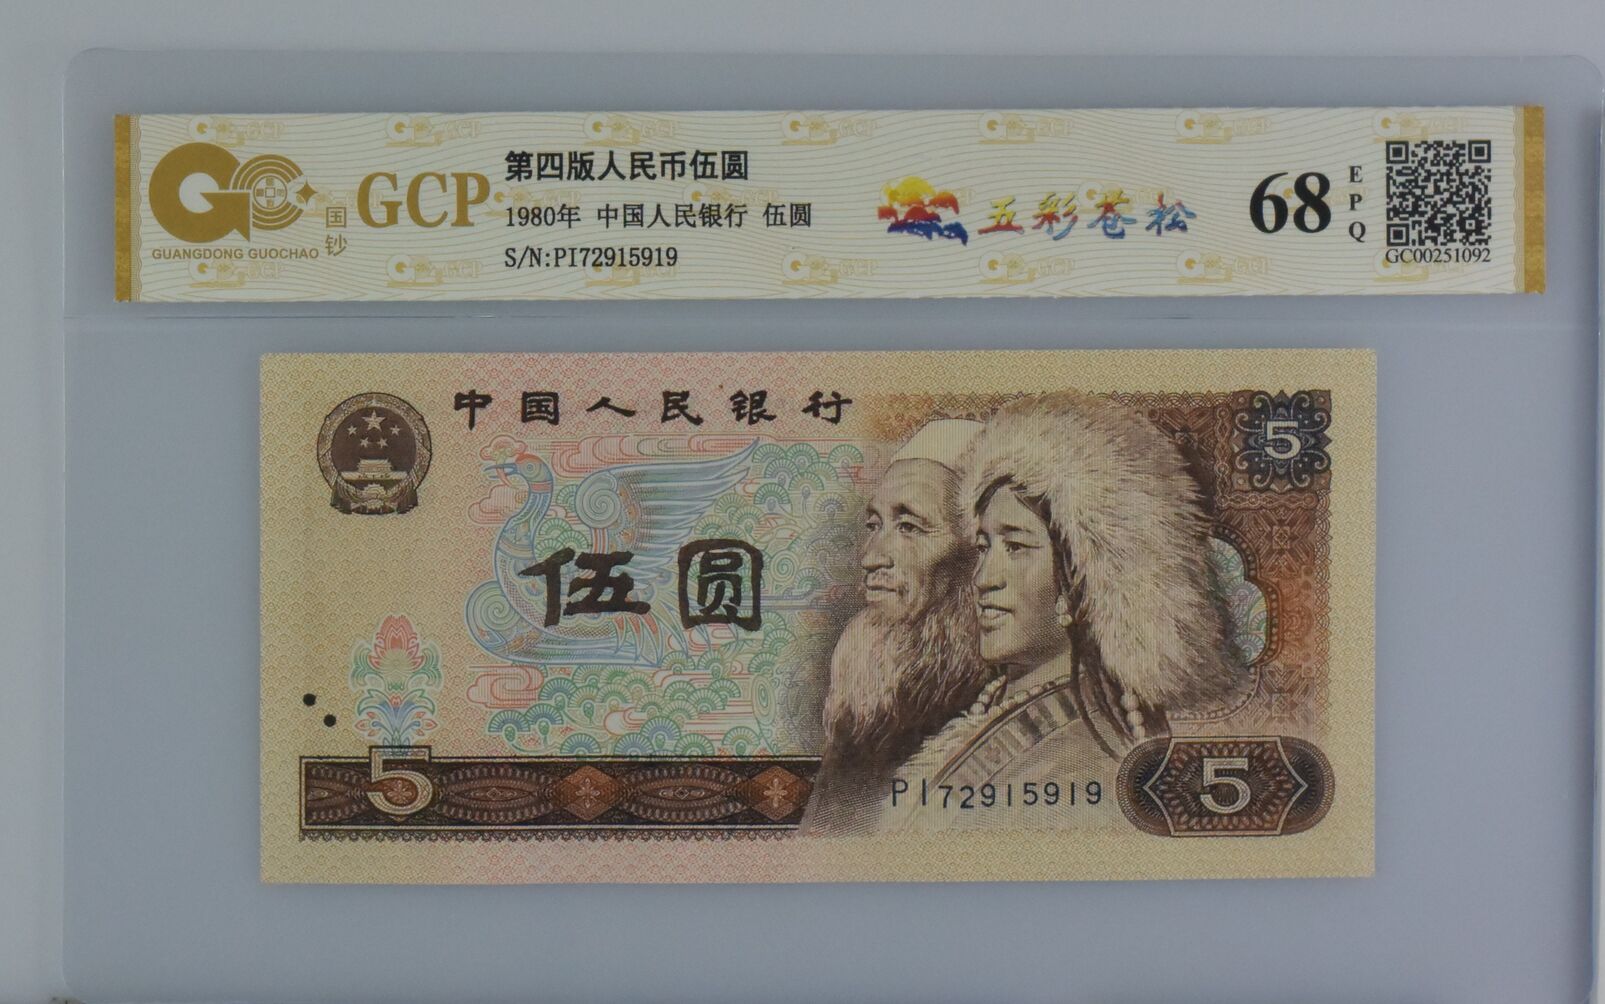 GCP
国钞
GUANGDONG GUOCHAO
第四版人民币伍圆
1980年 中国人民银行 伍圆
S/N:PI72915919
五彩苍松
68
EPQ
GC00251092
中国人民银行
5
伍圆
5
PI72915919
5